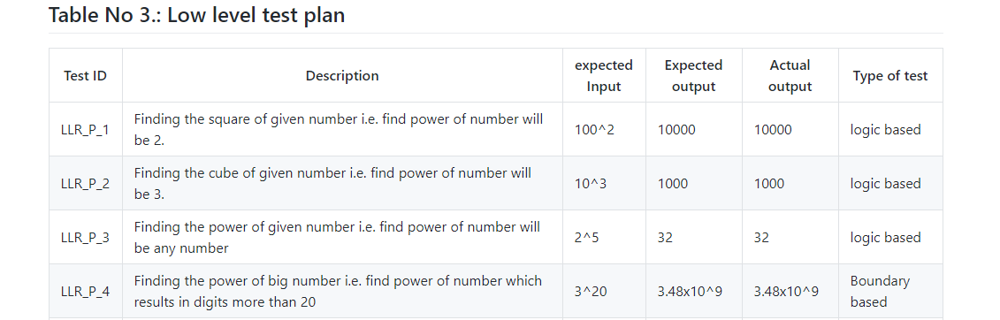 Table No 3.: Low level test plan
Test ID Description expected Input Expected output Actual output Type of test
LLR_P_1 Finding the square of given number i.e. find power of number will be 2. 100^2 10000 10000 logic based
LLR_P_2 Finding the cube of given number i.e. find power of number will be 3. 10^3 1000 1000 logic based
LLR_P_3 Finding the power of given number i.e. find power of number will be any number 2^5 32 32 logic based
LLR_P_4 Finding the power of big number i.e. find power of number which results in digits more than 20 3^20 3.48x10^9 3.48x10^9 Boundary based